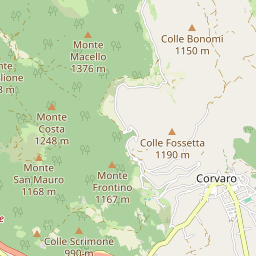 Colle Bonomi
1150 m
Monte
Macello
1376 m
Monte
Costa
1248 m
Colle Fossetta
1190 m
Monte
San Mauro
1168 m
Monte
Frontino
1167 m
Corvaro
Colle Scrimone
990 m